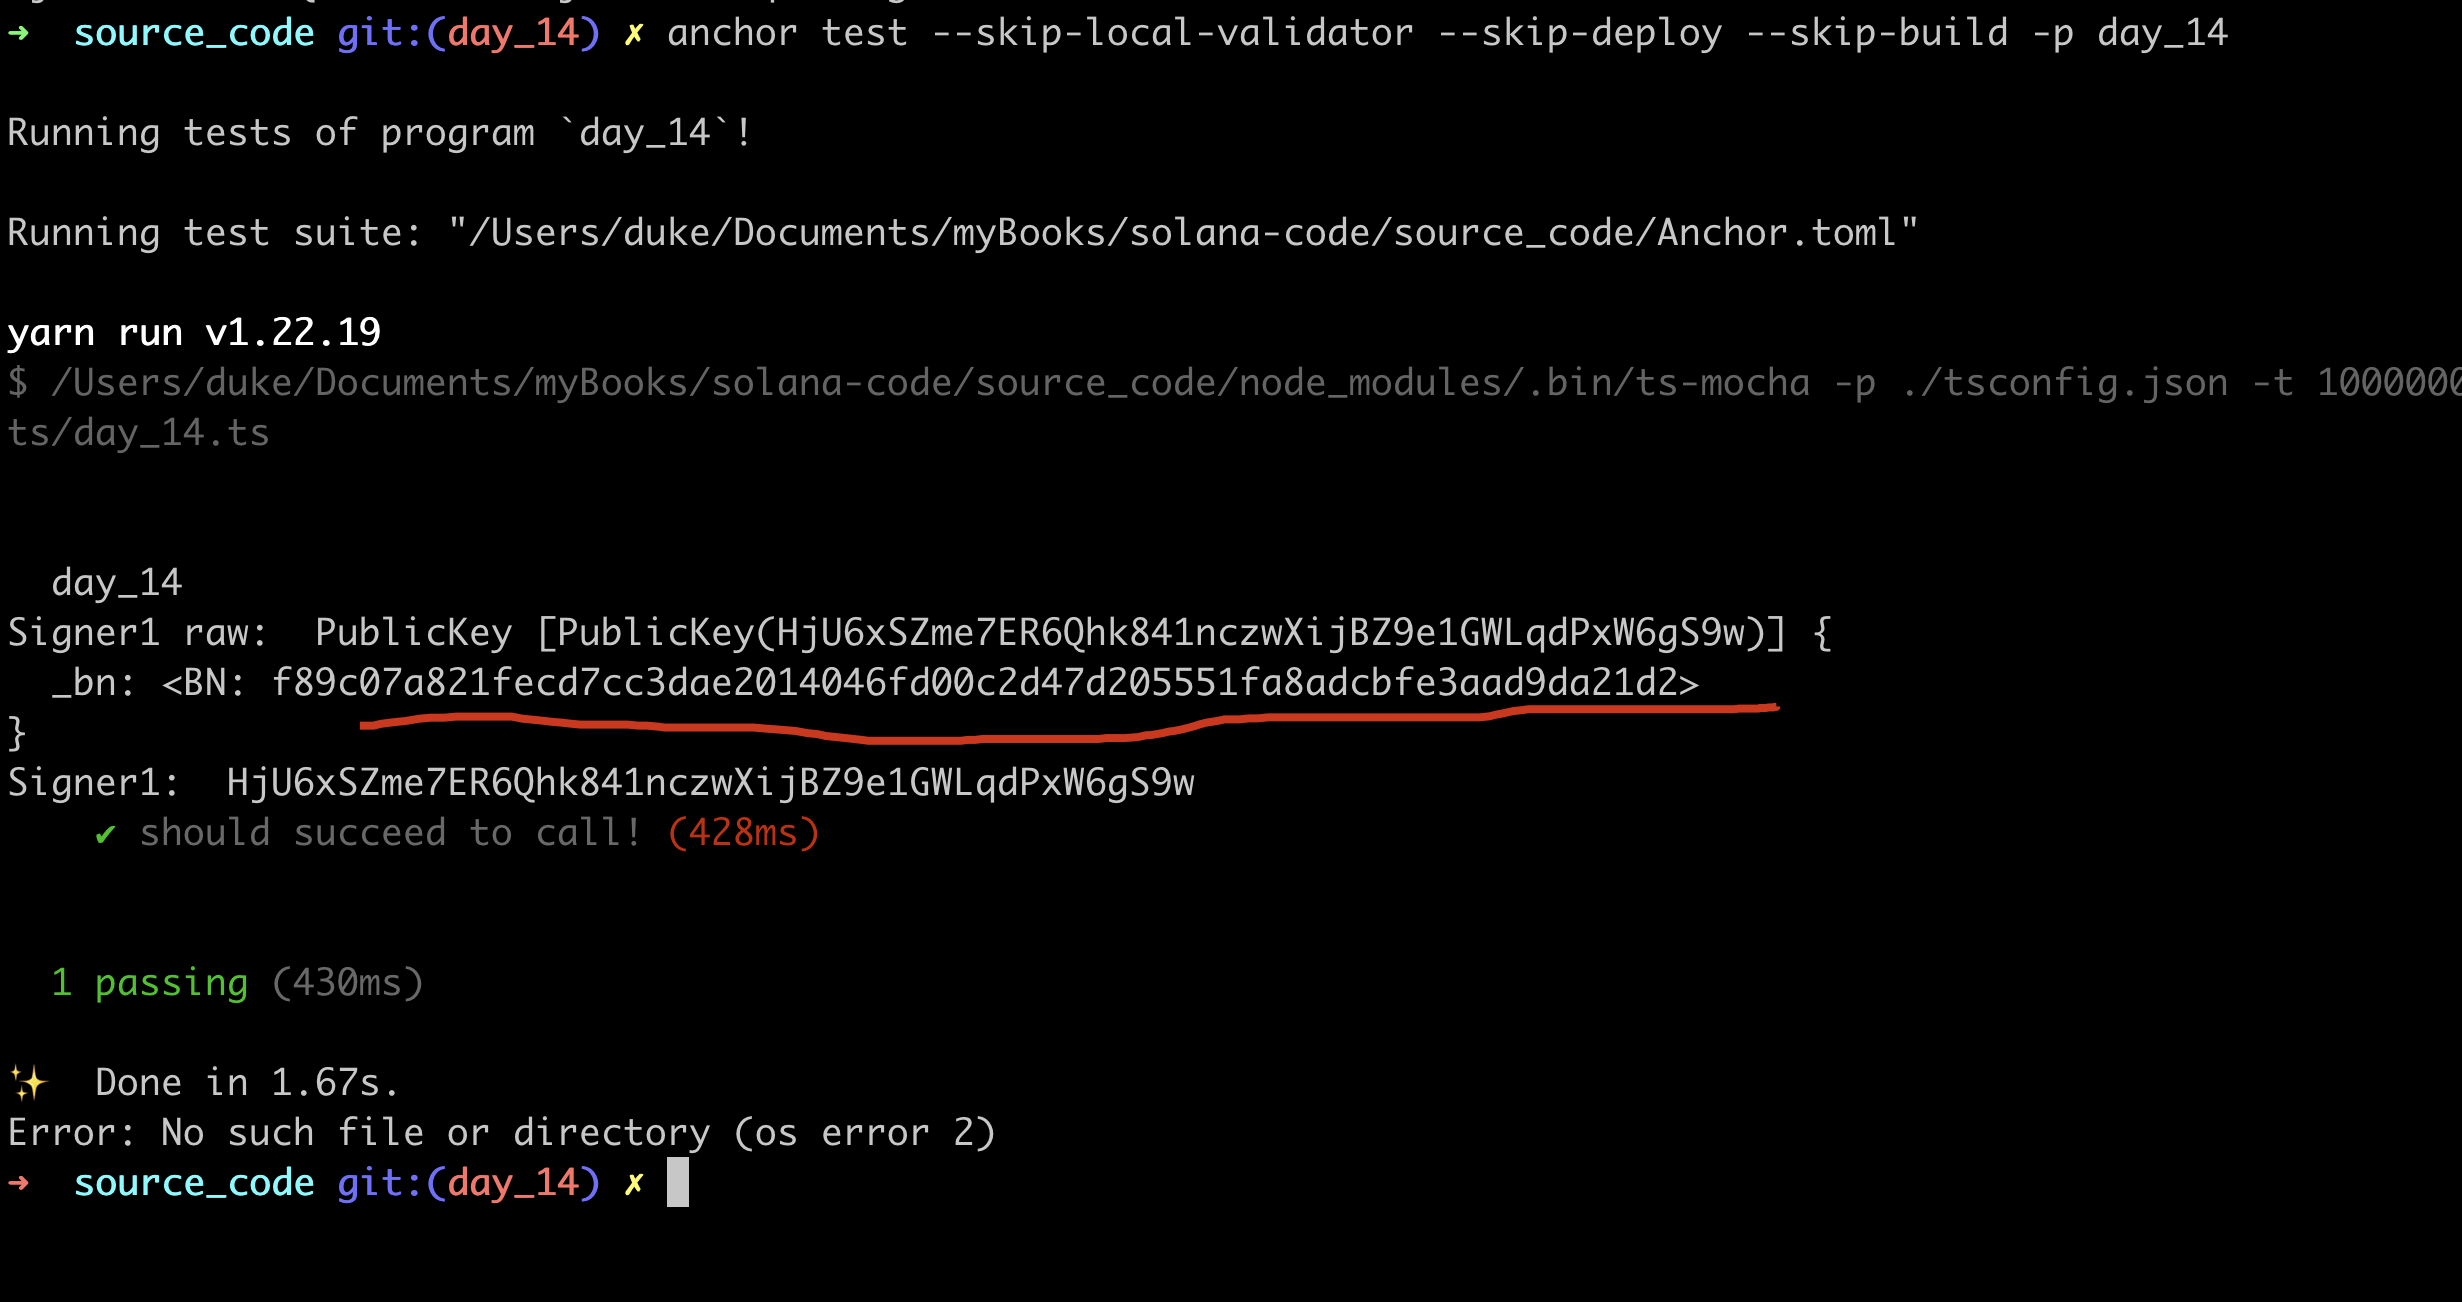 ➜  source_code git:(day_14) ✗ anchor test --skip-local-validator --skip-deploy --skip-build -p day_14
Running tests of program `day_14`!
Running test suite: "/Users/duke/Documents/myBooks/solana-code/source_code/Anchor.toml"
yarn run v1.22.19
$ /Users/duke/Documents/myBooks/solana-code/source_code/node_modules/.bin/ts-mocha -p ./tsconfig.json -t 1000000
ts/day_14.ts
day_14
Signer1 raw:  PublicKey [PublicKey(HjU6xSZme7ER6Qhk841nczwXijBZ9e1GWLqdPxW6gS9w)] {
_bn: <BN: f89c07a821fecd7cc3dae2014046fd00c2d47d205551fa8adcbfe3aad9da21d2>
}
Signer1:  HjU6xSZme7ER6Qhk841nczwXijBZ9e1GWLqdPxW6gS9w
✔ should succeed to call! (428ms)
1 passing (430ms)
✨  Done in 1.67s.
Error: No such file or directory (os error 2)
➜  source_code git:(day_14) ✗